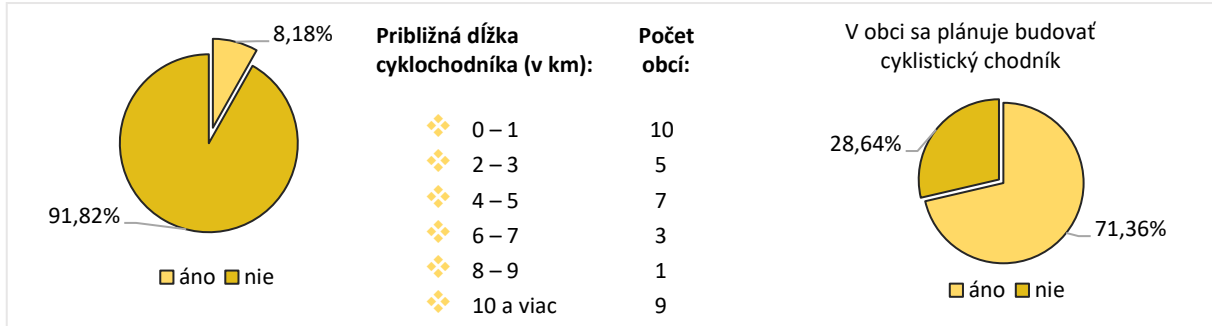 8,18%
91,82%
áno nie
Približná dĺžka Počet
cyklochodníka (v km): obcí:
0 – 1 10
2 – 3 5
4 – 5 7
6 – 7 3
8 – 9 1
10 a viac 9
V obci sa plánuje budovať
cyklistický chodník
28,64%
71,36%
áno nie